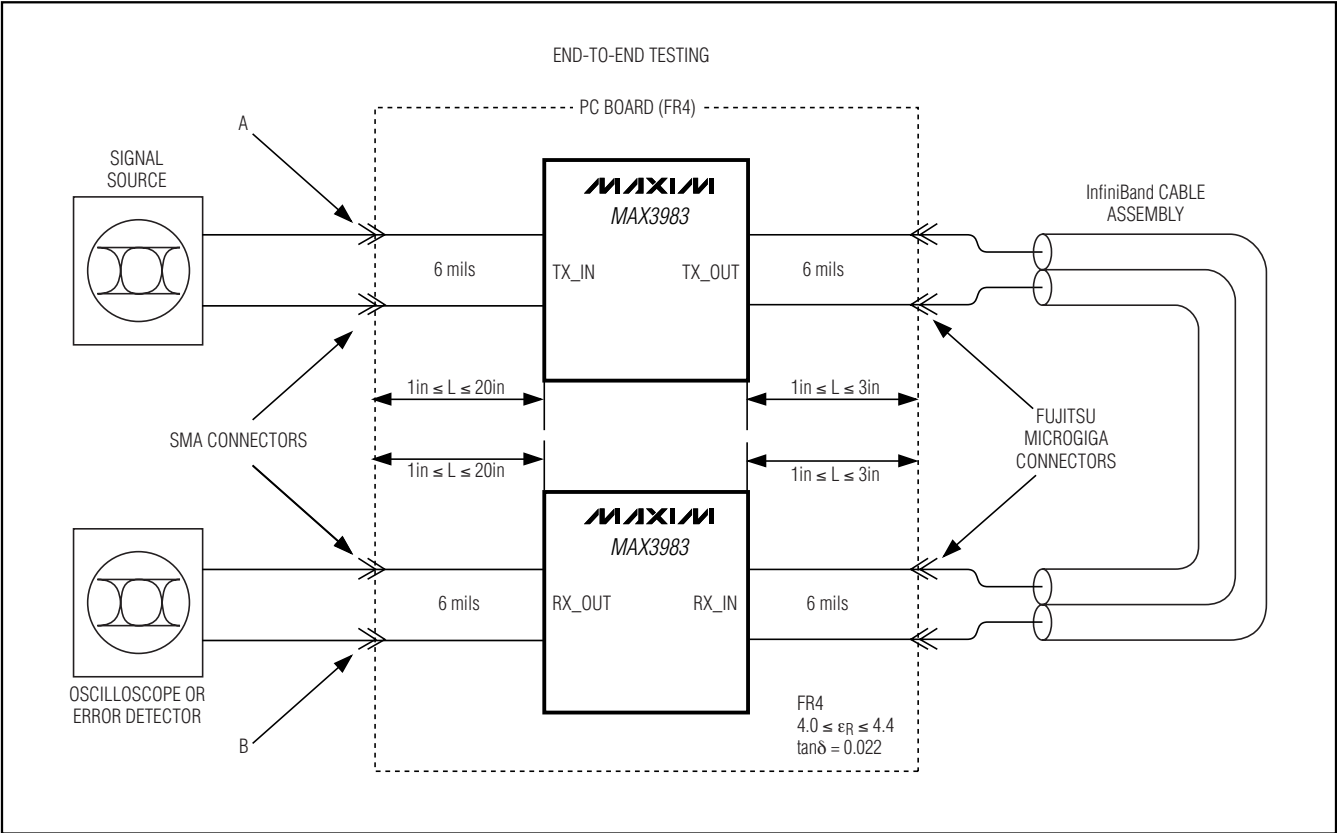 END-TO-END TESTING
PC BOARD (FR4)
A
SIGNAL
SOURCE
MAXIM
MAX3983
InfiniBand CABLE
ASSEMBLY
6 mils
TX_IN
TX_OUT
6 mils
1in ≤ L ≤ 20in
1in ≤ L ≤ 3in
SMA CONNECTORS
FUJITSU
MICROGIGA
CONNECTORS
1in ≤ L ≤ 20in
1in ≤ L ≤ 3in
MAXIM
MAX3983
6 mils
RX_OUT
RX_IN
6 mils
OSCILLOSCOPE OR
ERROR DETECTOR
B
FR4
4.0 ≤ εR ≤ 4.4
tanδ = 0.022